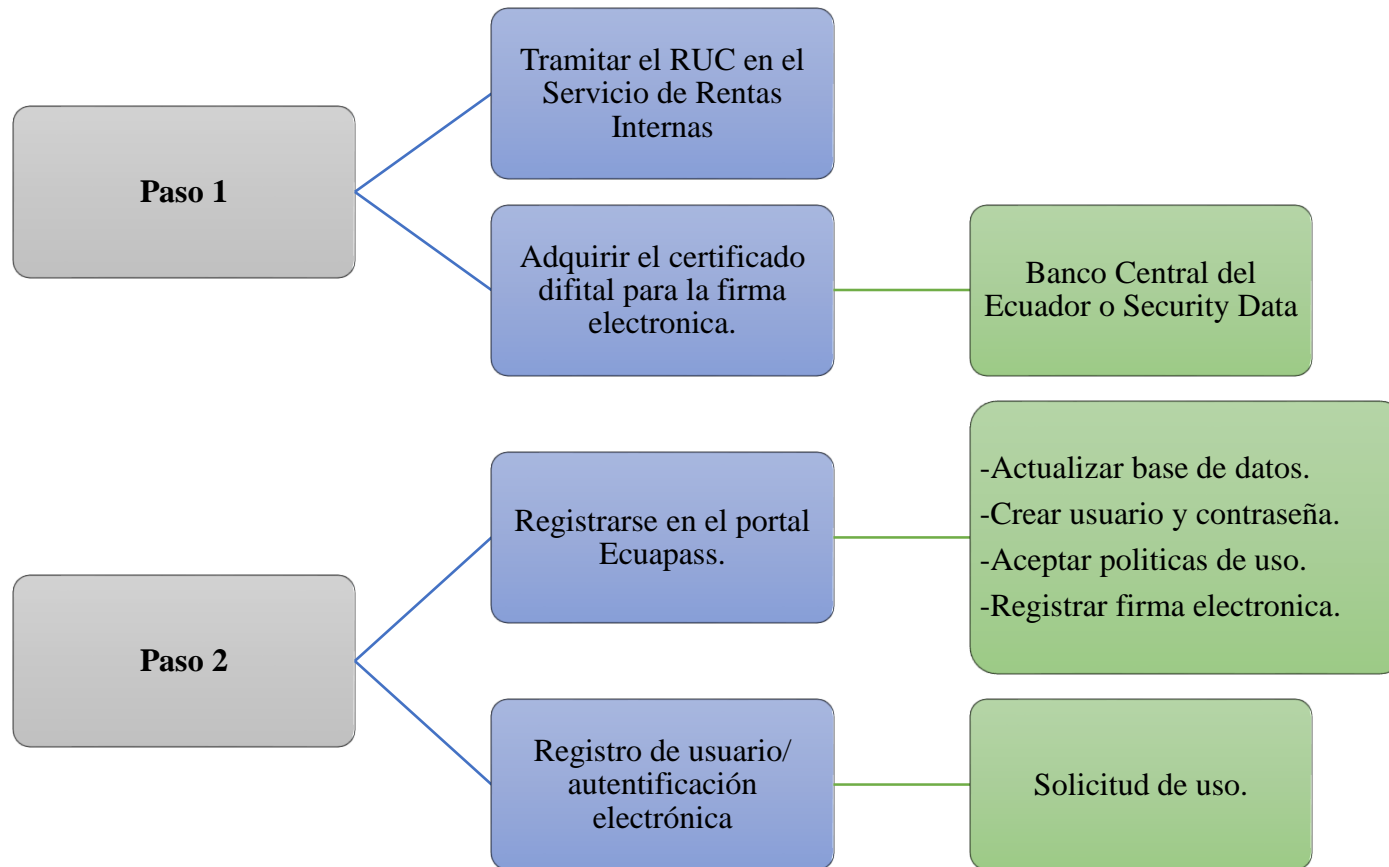 Paso 1
Tramitar el RUC en el
Servicio de Rentas
Internas
Adquirir el certificado
difital para la firma
electronica.
Banco Central del
Ecuador o Security Data
Paso 2
Registrarse en el portal
Ecuapass.
-Actualizar base de datos.
-Crear usuario y contraseña.
-Aceptar politicas de uso.
-Registrar firma electronica.
Registro de usuario/
autentificación
electrónica
Solicitud de uso.